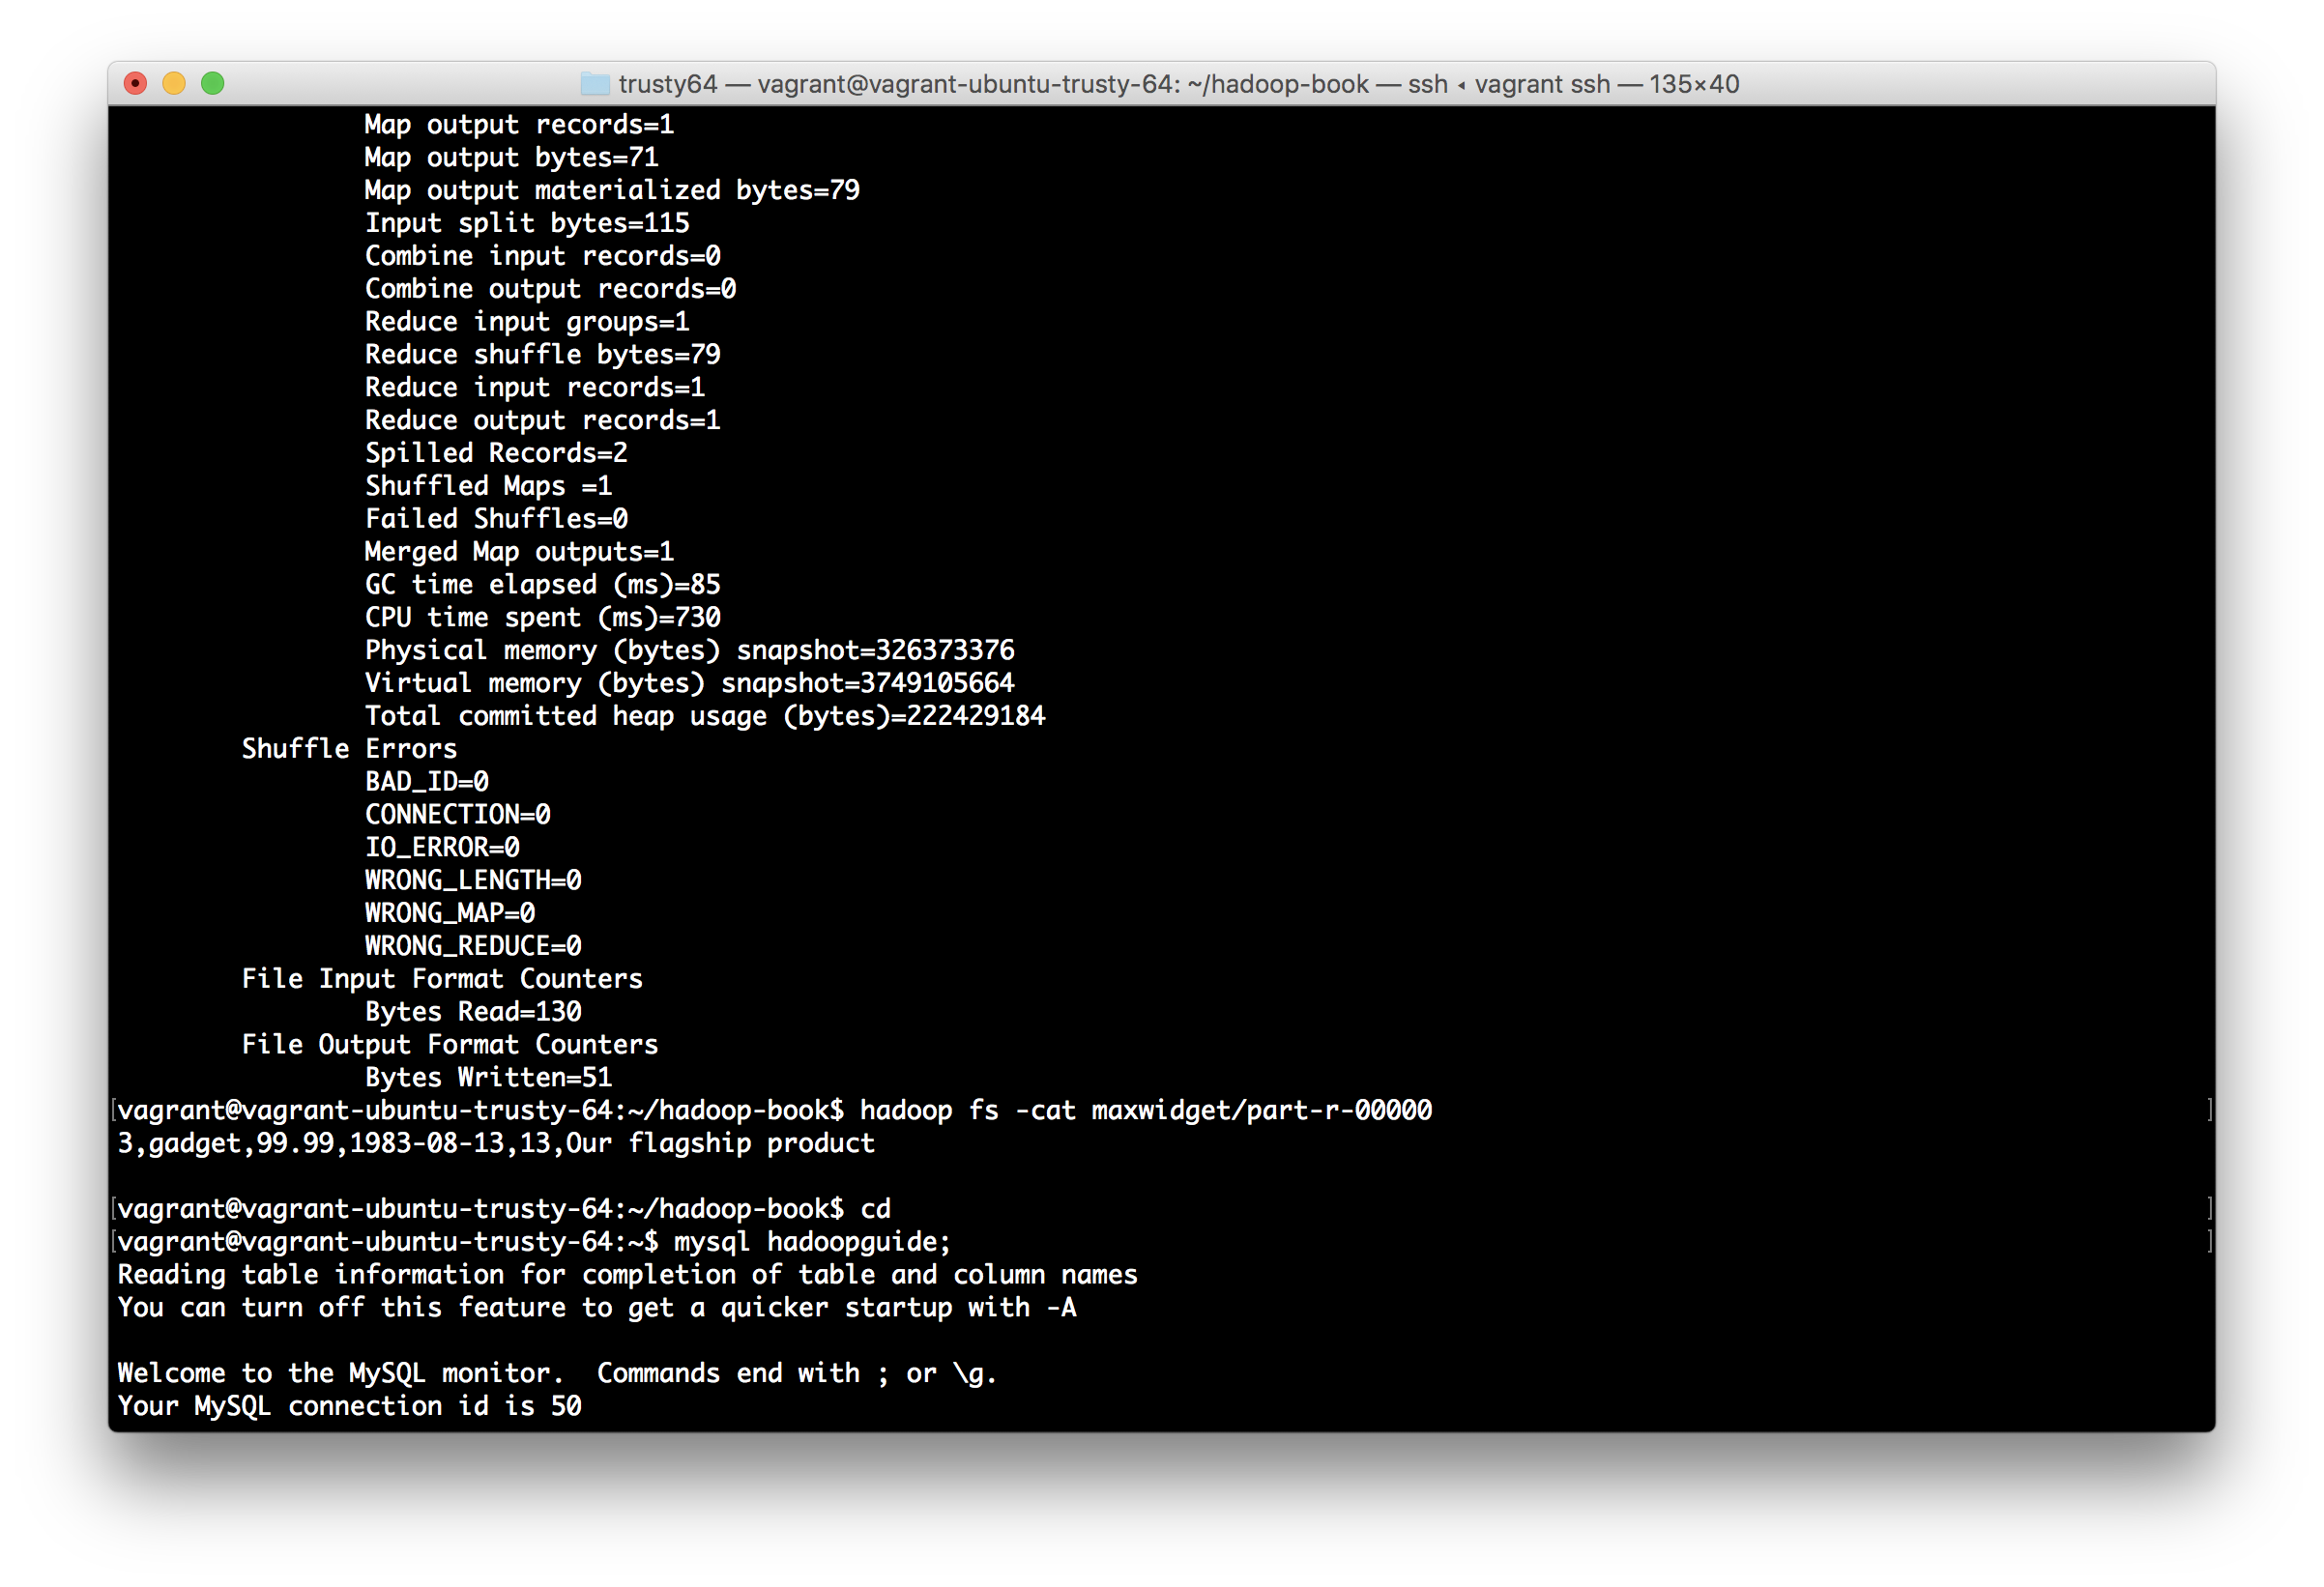 trusty64 — vagrant@vagrant-ubuntu-trusty-64: ~/hadoop-book — ssh ◂ vagrant ssh — 135×40
Map output records=1
Map output bytes=71
Map output materialized bytes=79
Input split bytes=115
Combine input records=0
Combine output records=0
Reduce input groups=1
Reduce shuffle bytes=79
Reduce input records=1
Reduce output records=1
Spilled Records=2
Shuffled Maps =1
Failed Shuffles=0
Merged Map outputs=1
GC time elapsed (ms)=85
CPU time spent (ms)=730
Physical memory (bytes) snapshot=326373376
Virtual memory (bytes) snapshot=3749105664
Total committed heap usage (bytes)=222429184
Shuffle Errors
BAD_ID=0
CONNECTION=0
IO_ERROR=0
WRONG_LENGTH=0
WRONG_MAP=0
WRONG_REDUCE=0
File Input Format Counters
Bytes Read=130
File Output Format Counters
Bytes Written=51
[vagrant@vagrant-ubuntu-trusty-64:~/hadoop-book$ hadoop fs -cat maxwidget/part-r-00000 ]
3,gadget,99.99,1983-08-13,13,Our flagship product
[vagrant@vagrant-ubuntu-trusty-64:~/hadoop-book$ cd ]
[vagrant@vagrant-ubuntu-trusty-64:~$ mysql hadoopguide; ]
Reading table information for completion of table and column names
You can turn off this feature to get a quicker startup with -A
Welcome to the MySQL monitor.  Commands end with ; or \g.
Your MySQL connection id is 50